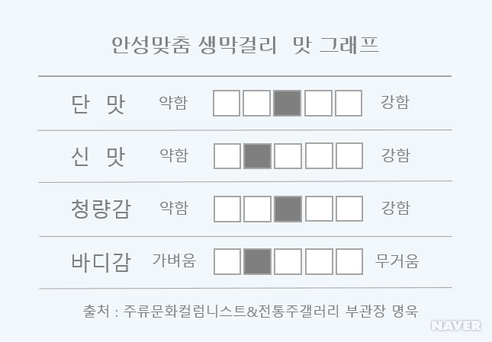 안성맞춤 생막걸리 맛 그래프
단 맛 약함 강함
신 맛 약함 강함
청량감 약함 강함
바디감 가벼움 무거움
출처 : 주류문화컬럼니스트&전통주갤러리 부관장 명욱
NAVER